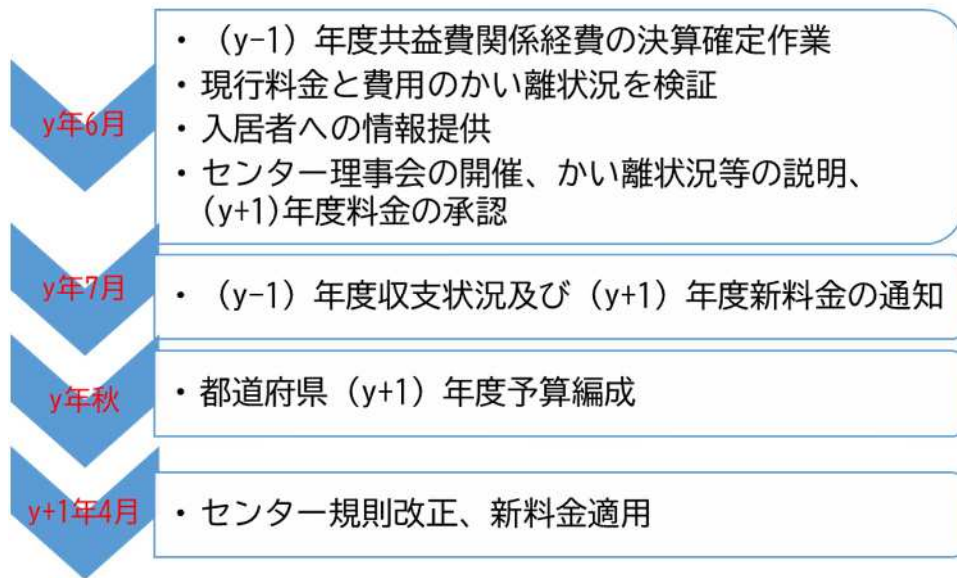 y年6月
・（y-1）年度共益費関係経費の決算確定作業
・現行料金と費用のかい離状況を検証
・入居者への情報提供
・センター理事会の開催、かい離状況等の説明、
(y+1)年度料金の承認
y年7月
・（y-1）年度収支状況及び（y+1）年度新料金の通知
y年秋
・都道府県（y+1）年度予算編成
y+1年4月
・センター規則改正、新料金適用